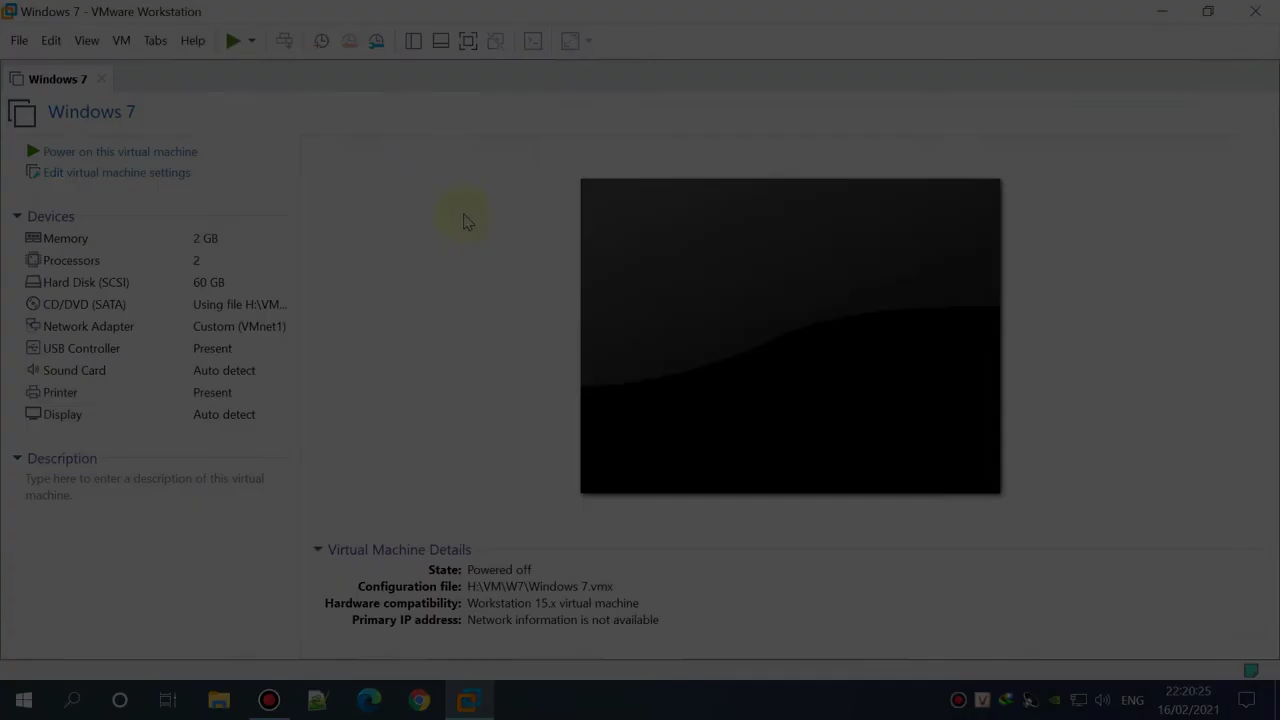 Windows 7 - VMware Workstation
File Edit View VM Tabs Help
Windows 7
Windows 7
Power on this virtual machine
Edit virtual machine settings
Devices
Memory 2 GB
Processors 2
Hard Disk (SCSI) 60 GB
CD/DVD (SATA) Using file H:\VM...
Network Adapter Custom (VMnet1)
USB Controller Present
Sound Card Auto detect
Printer Present
Display Auto detect
Description
Type here to enter a description of this virtual
machine.
Virtual Machine Details
State: Powered off
Configuration file: H:\VM\W7\Windows 7.vmx
Hardware compatibility: Workstation 15.x virtual machine
Primary IP address: Network information is not available
ENG
22:20:25
16/02/2021